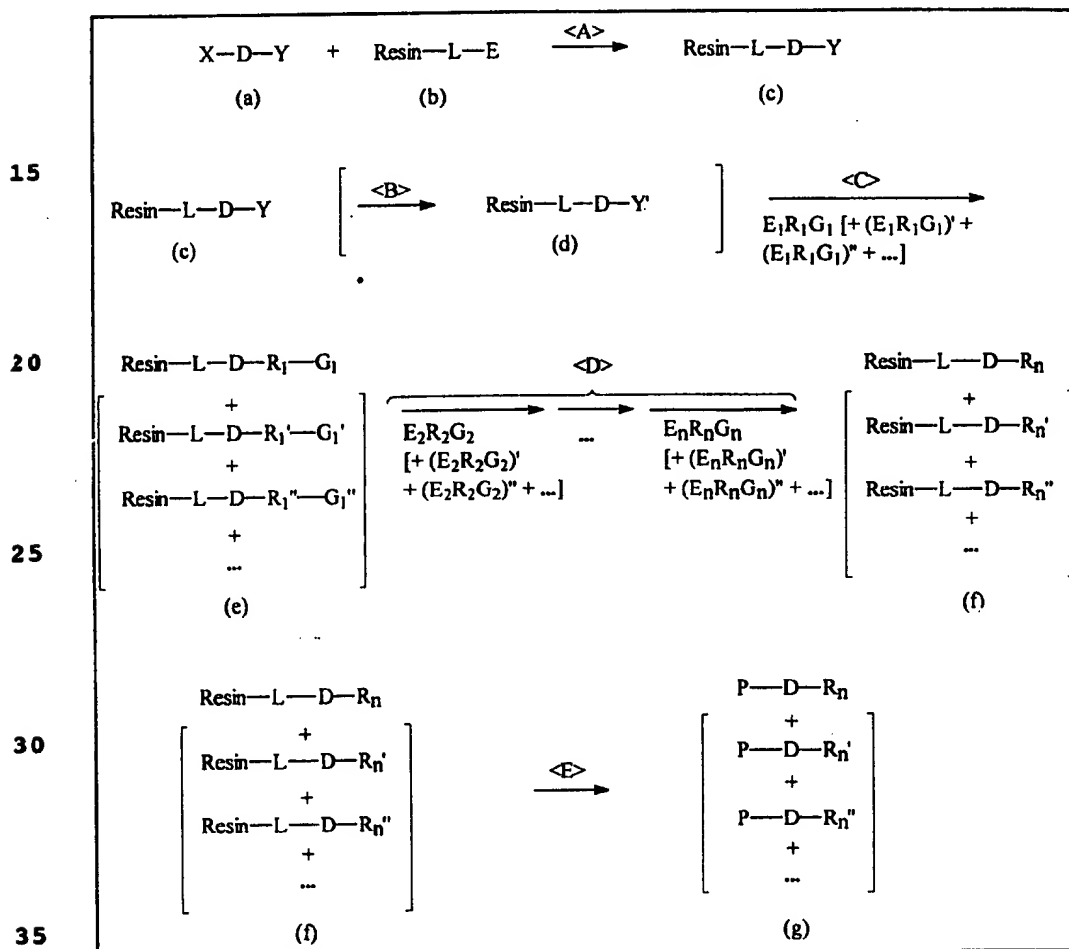 <A>
X—D—Y + Resin—L—E → Resin—L—D—Y
(a) (b) (c)
15
Resin—L—D—Y [ <B> → Resin—L—D—Y' ] <C> →
(c) (d)
E₁R₁G₁ [+ (E₁R₁G₁)' +
(E₁R₁G₁)" + ...]
20
Resin—L—D—R₁—G₁
+
Resin—L—D—R₁'—G₁'
+
Resin—L—D—R₁"—G₁"
+
...
(e)
<D>
E₂R₂G₂
[+ (E₂R₂G₂)'
+ (E₂R₂G₂)" + ...]
...
EₙRₙGₙ
[+ (EₙRₙGₙ)'
+ (EₙRₙGₙ)" + ...]
Resin—L—D—Rₙ
+
Resin—L—D—Rₙ'
+
Resin—L—D—Rₙ"
+
...
(f)
25
Resin—L—D—Rₙ
+
Resin—L—D—Rₙ'
+
Resin—L—D—Rₙ"
+
...
(f)
30
<E>
P—D—Rₙ
+
P—D—Rₙ'
+
P—D—Rₙ"
+
...
(g)
35